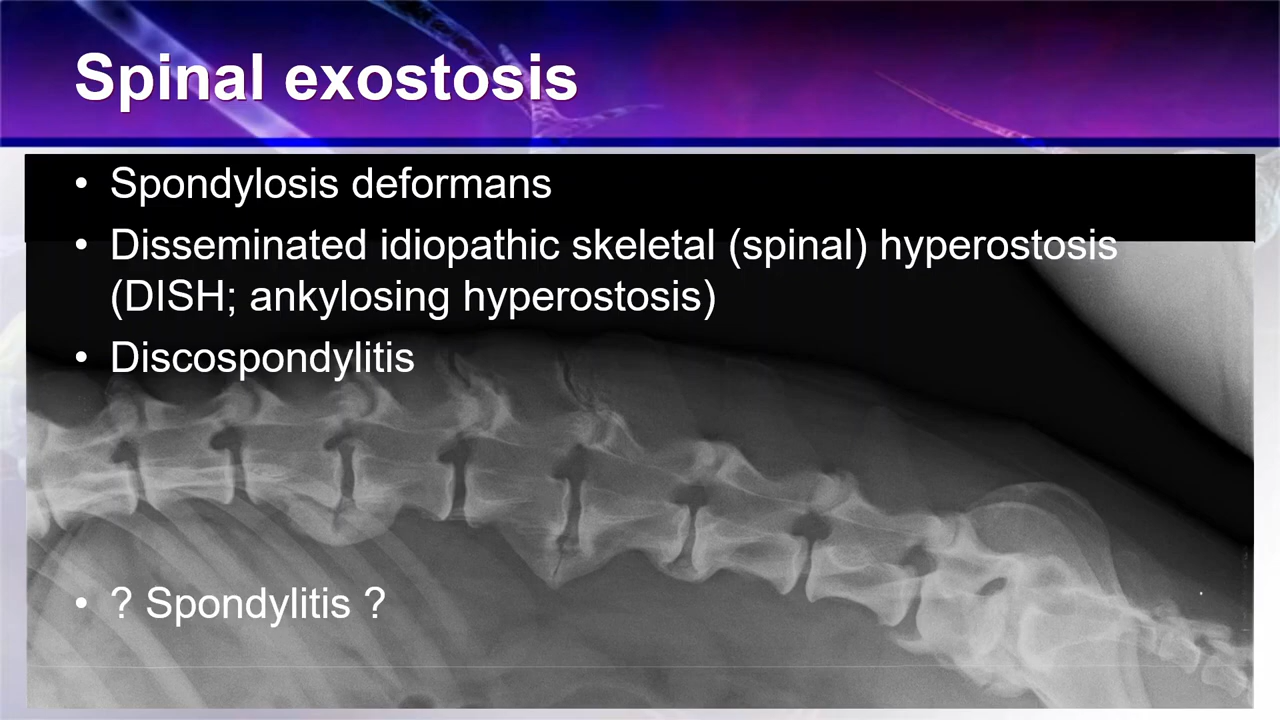 Spinal exostosis
• Spondylosis deformans
• Disseminated idiopathic skeletal (spinal) hyperostosis
(DISH; ankylosing hyperostosis)
• Discospondylitis
• ? Spondylitis ?